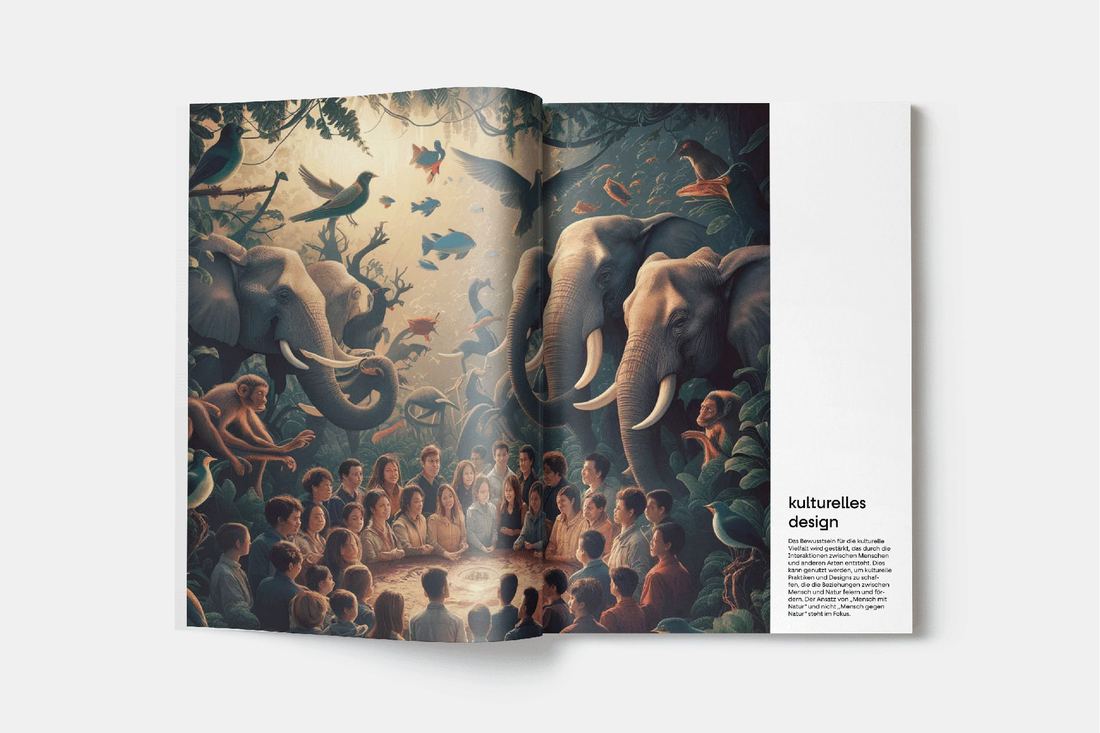 kulturelles
design
Das Bewusstsein für die kulturelle
Vielfalt wird gestärkt, das durch die
Interaktionen zwischen Menschen
und anderen Arten entsteht. Dies
kann genutzt werden, um kulturelle
Praktiken und Designs zu schaf-
fen, die die Beziehungen zwischen
Mensch und Natur feiern und för-
dern. Der Ansatz von „Mensch mit
Natur“ und nicht „Mensch gegen
Natur“ steht im Fokus.